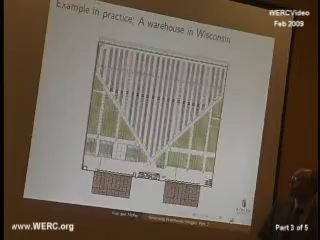 Example in practice: A warehouse in Wisconsin
WERCVideo
Feb 2009
www.WERC.org
Part 3 of 5